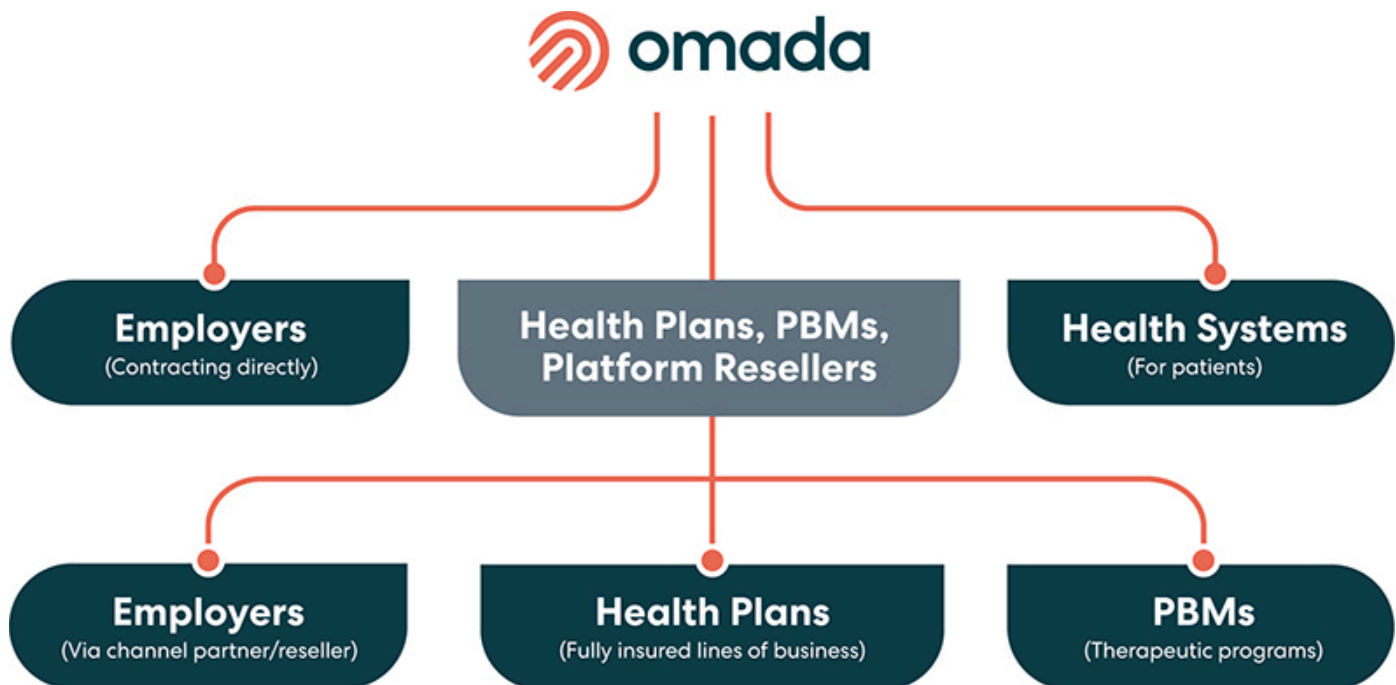 omada
Employers
(Contracting directly)
Health Plans, PBMs,
Platform Resellers
Health Systems
(For patients)
Employers
(Via channel partner/reseller)
Health Plans
(Fully insured lines of business)
PBMs
(Therapeutic programs)